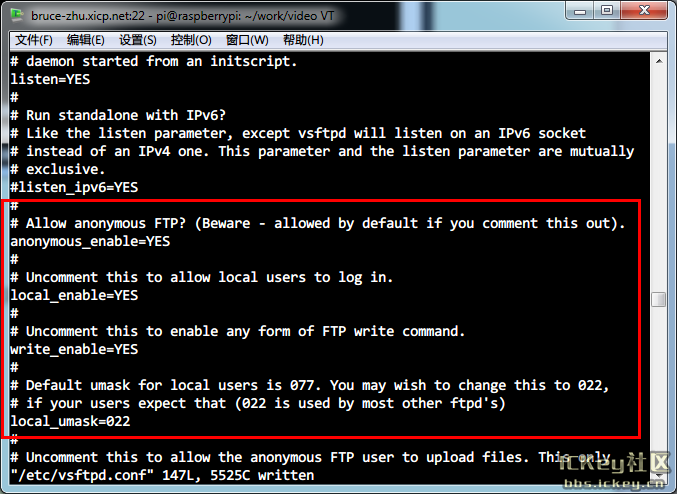 bruce-zhu.xicp.net:22 - pi@raspberrypi: ~/work/video VT
文件(F) 编辑(E) 设置(S) 控制(O) 窗口(W) 帮助(H)
# daemon started from an initscript.
listen=YES
#
# Run standalone with IPv6?
# Like the listen parameter, except vsftpd will listen on an IPv6 socket
# instead of an IPv4 one. This parameter and the listen parameter are mutually
# exclusive.
#listen_ipv6=YES
#
# Allow anonymous FTP? (Beware - allowed by default if you comment this out).
anonymous_enable=YES
#
# Uncomment this to allow local users to log in.
local_enable=YES
#
# Uncomment this to enable any form of FTP write command.
write_enable=YES
#
# Default umask for local users is 077. You may wish to change this to 022,
# if your users expect that (022 is used by most other ftpd's)
local_umask=022
#
# Uncomment this to allow the anonymous FTP user to upload files. This only
"/etc/vsftpd.conf" 147L, 5525C written
ickey社区
bbs.ickey.cn